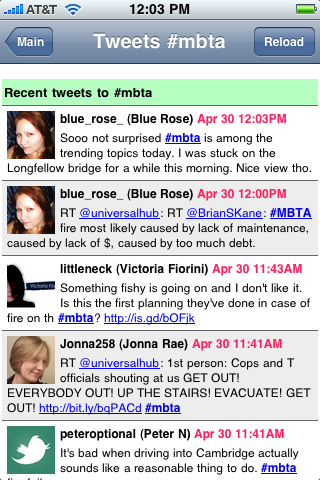 AT&T 12:03 PM
Main Tweets #mbta Reload
Recent tweets to #mbta
blue_rose_ (Blue Rose) Apr 30 12:03PM
Sooo not surprised #mbta is among the
trending topics today. I was stuck on the
Longfellow bridge for a while this morning. Nice view tho.
blue_rose_ (Blue Rose) Apr 30 12:00PM
RT @universalhub: RT @BrianSKane: #MBTA
fire most likely caused by lack of maintenance,
caused by lack of $, caused by too much debt.
littleneck (Victoria Fiorini) Apr 30 11:43AM
Something fishy is going on and I don't like it.
Is this the first planning they've done in case of
fire on th #mbta? http://is.gd/bOFjk
Jonna258 (Jonna Rae) Apr 30 11:41AM
RT @universalhub: 1st person: Cops and T
officials shouting at us GET OUT!
EVERYBODY OUT! UP THE STAIRS! EVACUATE! GET
OUT! http://bit.ly/bqPACd #mbta
peteroptional (Peter N) Apr 30 11:41AM
It's bad when driving into Cambridge actually
sounds like a reasonable thing to do. #mbta